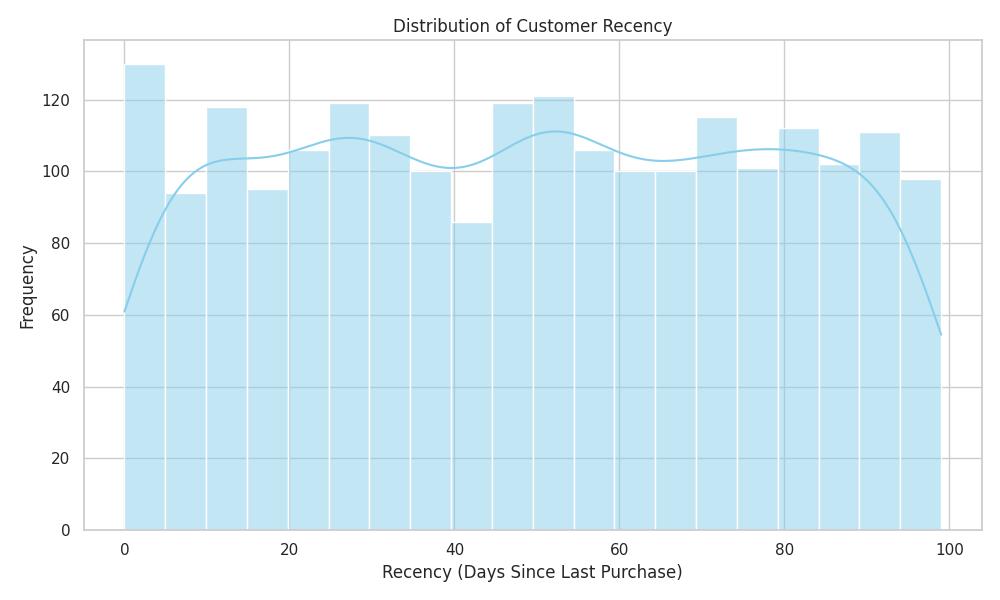 Distribution of Customer Recency
120
100
80
60
40
20
0
Frequency
0 20 40 60 80 100
Recency (Days Since Last Purchase)